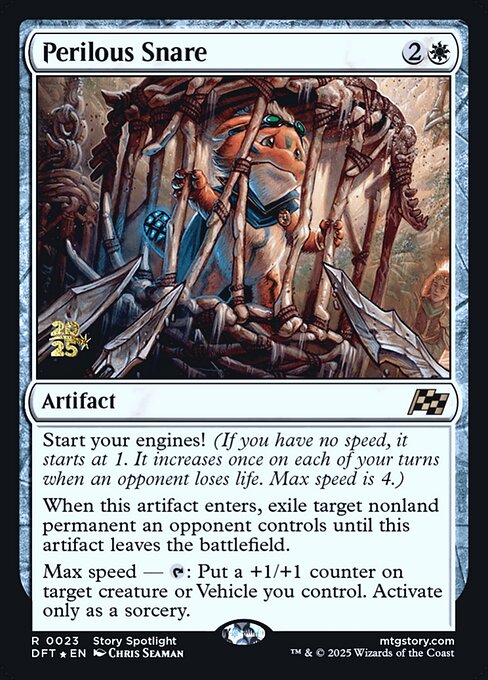 Perilous Snare 2
2025
Artifact
Start your engines! (If you have no speed, it
starts at 1. It increases once on each of your turns
when an opponent loses life. Max speed is 4.)
When this artifact enters, exile target nonland
permanent an opponent controls until this
artifact leaves the battlefield.
Max speed — : Put a +1/+1 counter on
target creature or Vehicle you control. Activate
only as a sorcery.
R 0023 Story Spotlight mtgstory.com
DFT ★ EN Chris Seaman ™ & © 2025 Wizards of the Coast